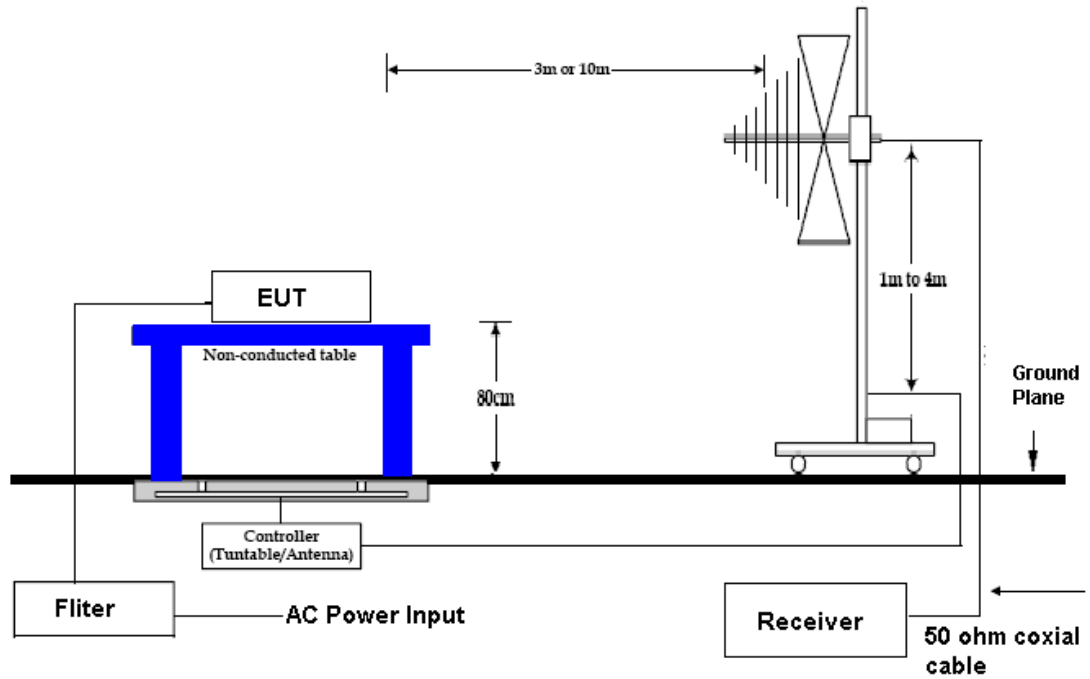 3m or 10m
1m to 4m
EUT
Non-conducted table
80cm
Ground
Plane
Controller
(Tuntable/Antenna)
Fliter
AC Power Input
Receiver
50 ohm coxial
cable